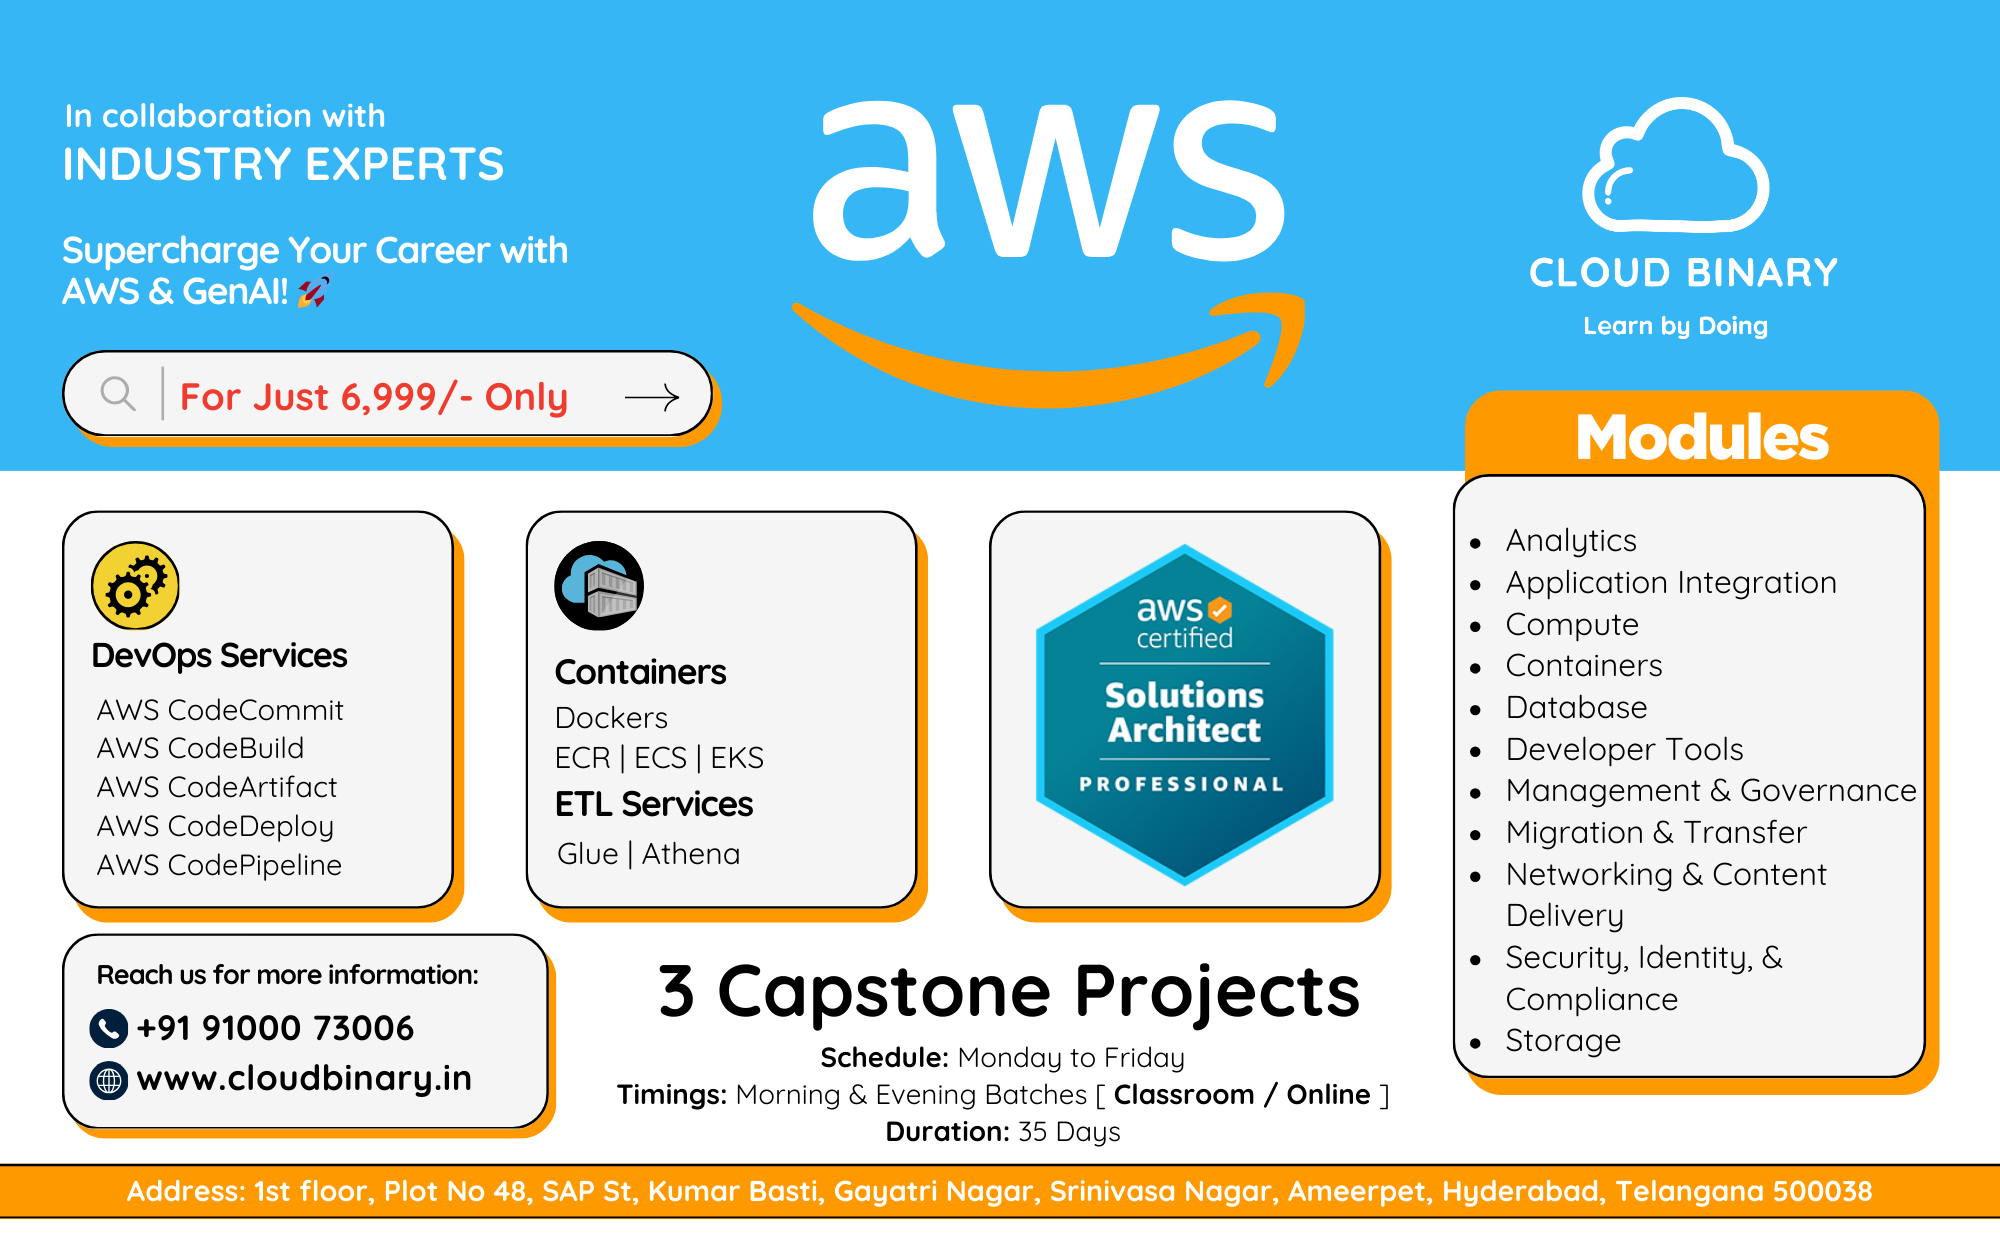 In collaboration with
INDUSTRY EXPERTS
Supercharge Your Career with
AWS & GenAI! 🚀
For Just 6,999/- Only
aws
CLOUD BINARY
Learn by Doing
Modules
Analytics
Application Integration
Compute
Containers
Database
Developer Tools
Management & Governance
Migration & Transfer
Networking & Content
Delivery
Security, Identity, &
Compliance
Storage
DevOps Services
AWS CodeCommit
AWS CodeBuild
AWS CodeArtifact
AWS CodeDeploy
AWS CodePipeline
Containers
Dockers
ECR | ECS | EKS
ETL Services
Glue | Athena
aws
certified
Solutions
Architect
PROFESSIONAL
Reach us for more information:
+91 91000 73006
www.cloudbinary.in
3 Capstone Projects
Schedule: Monday to Friday
Timings: Morning & Evening Batches [ Classroom / Online ]
Duration: 35 Days
Address: 1st floor, Plot No 48, SAP St, Kumar Basti, Gayatri Nagar, Srinivasa Nagar, Ameerpet, Hyderabad, Telangana 500038